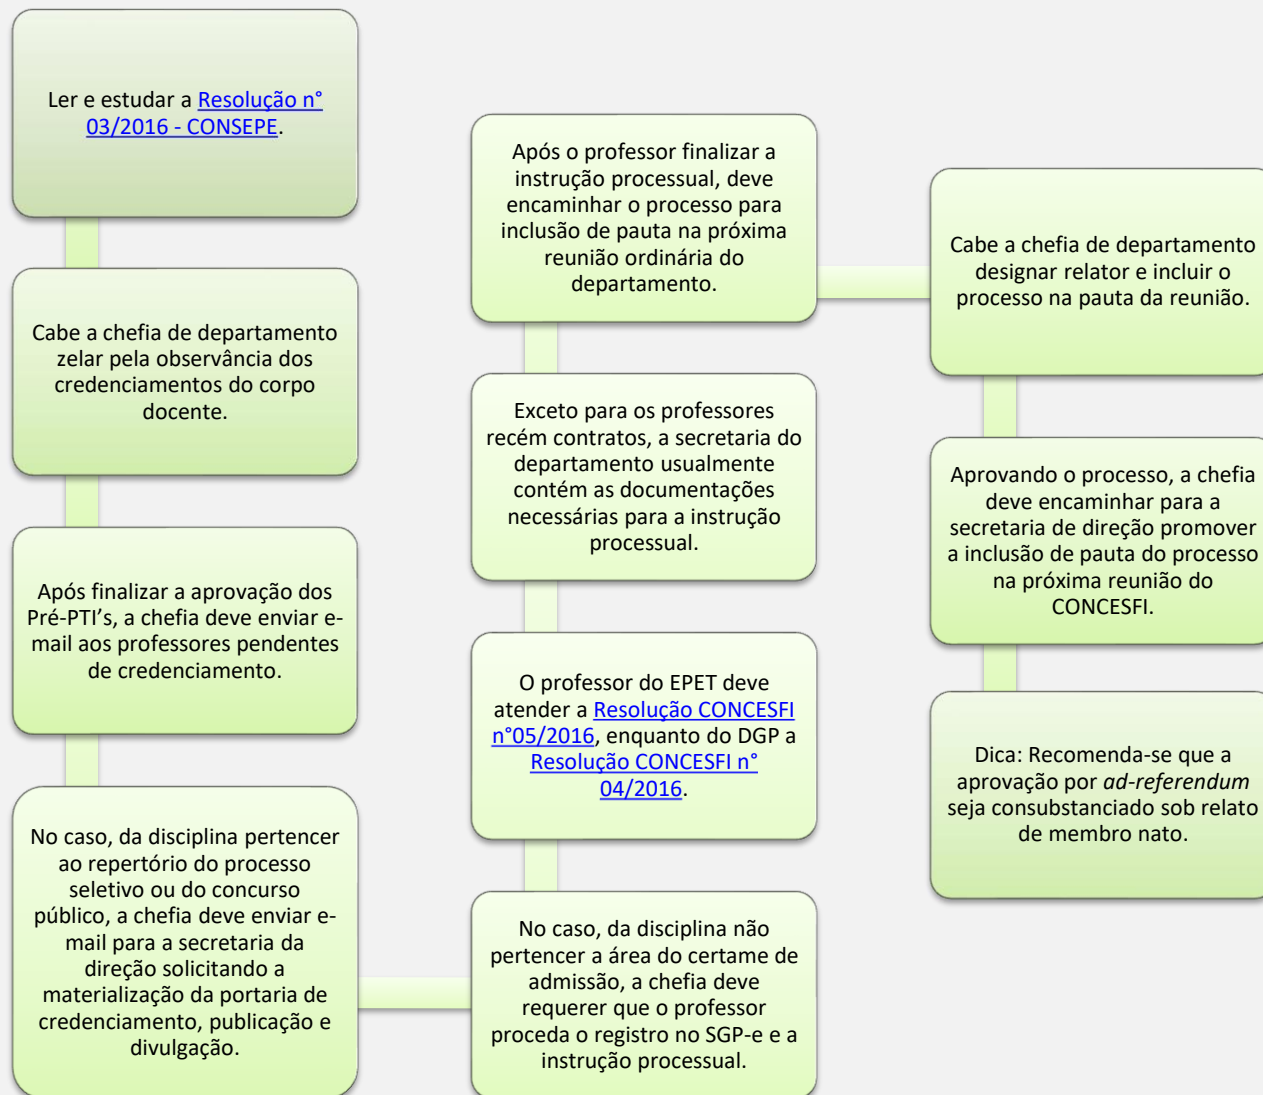 Ler e estudar a Resolução n°
03/2016 - CONSEPE.
Cabe a chefia de departamento
zelar pela observância dos
credenciamentos do corpo
docente.
Após finalizar a aprovação dos
Pré-PTI’s, a chefia deve enviar e-
mail aos professores pendentes
de credenciamento.
No caso, da disciplina pertencer
ao repertório do processo
seletivo ou do concurso
público, a chefia deve enviar e-
mail para a secretaria da
direção solicitando a
materialização da portaria de
credenciamento, publicação e
divulgação.
No caso, da disciplina não
pertencer a área do certame de
admissão, a chefia deve
requerer que o professor
proceda o registro no SGP-e e a
instrução processual.
O professor do EPET deve
atender a Resolução CONCESFI
n°05/2016, enquanto do DGP a
Resolução CONCESFI n°
04/2016.
Exceto para os professores
recém contratos, a secretaria do
departamento usualmente
contém as documentações
necessárias para a instrução
processual.
Após o professor finalizar a
instrução processual, deve
encaminhar o processo para
inclusão de pauta na próxima
reunião ordinária do
departamento.
Cabe a chefia de departamento
designar relator e incluir o
processo na pauta da reunião.
Aprovando o processo, a chefia
deve encaminhar para a
secretaria de direção promover
a inclusão de pauta do processo
na próxima reunião do
CONCESFI.
Dica: Recomenda-se que a
aprovação por ad-referendum
seja consubstanciado sob relato
de membro nato.